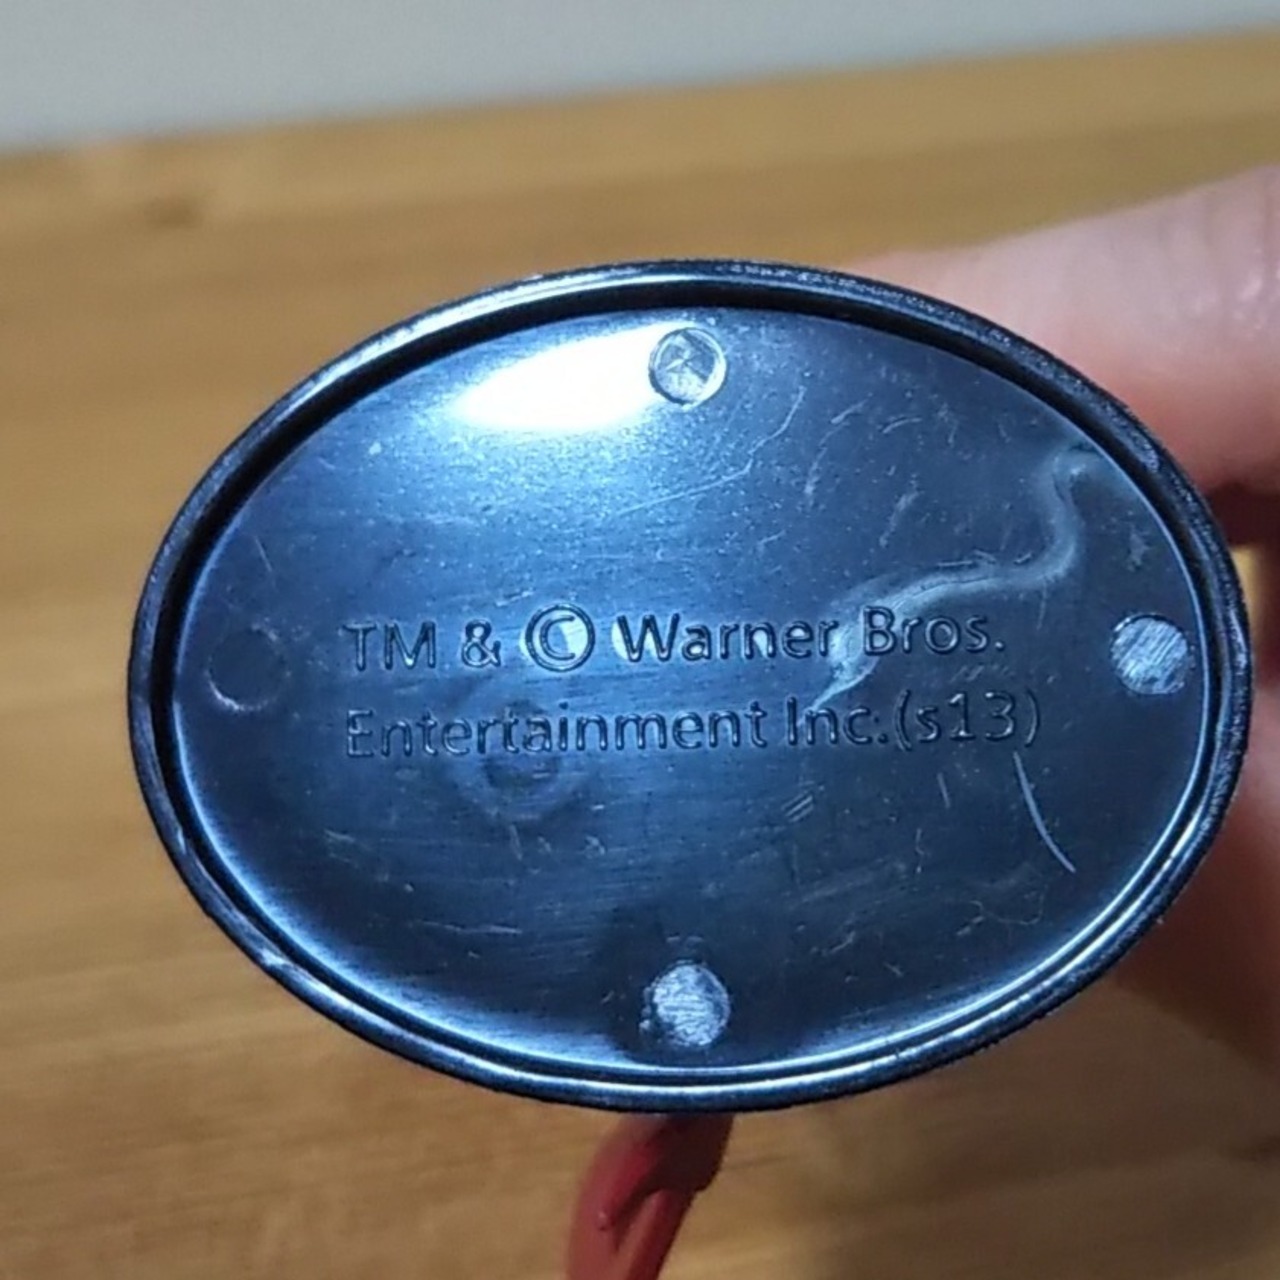 TM & © Warner Bros.
Entertainment Inc.(s13)